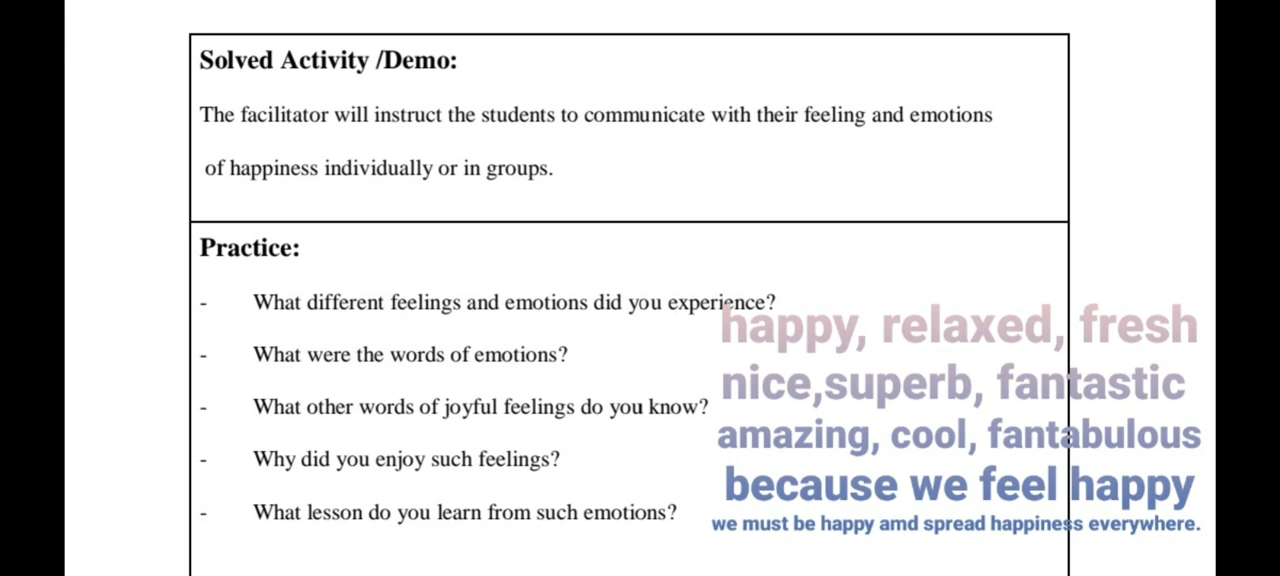 Solved Activity /Demo:
The facilitator will instruct the students to communicate with their feeling and emotions
of happiness individually or in groups.
Practice:
- What different feelings and emotions did you experience?
happy, relaxed, fresh
- What were the words of emotions?
nice,superb, fantastic
- What other words of joyful feelings do you know?
amazing, cool, fantabulous
- Why did you enjoy such feelings?
because we feel happy
- What lesson do you learn from such emotions?
we must be happy amd spread happiness everywhere.